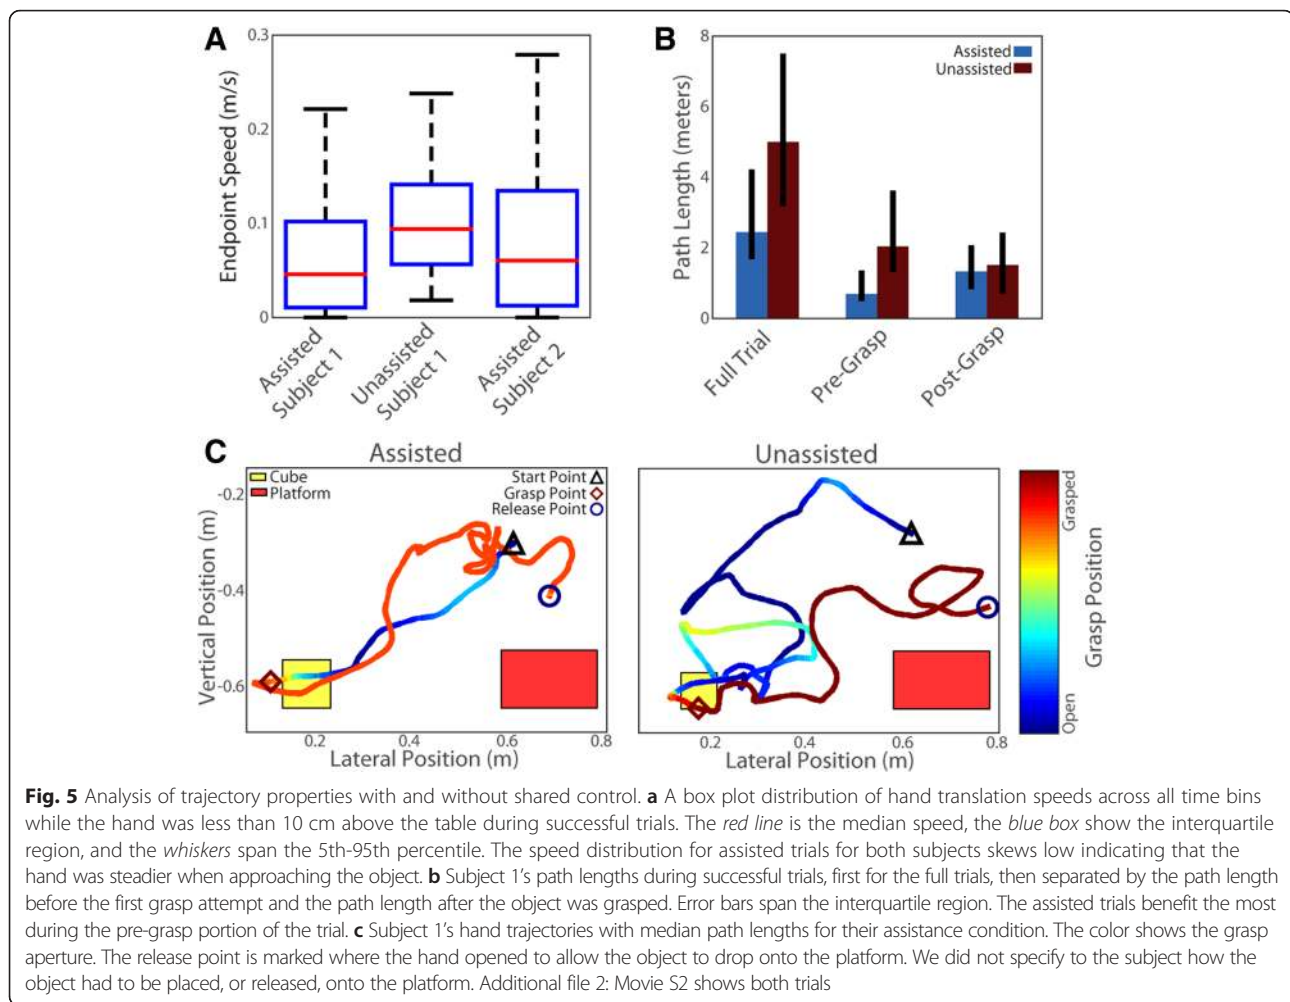 A
0.3
0.2
0.1
0
Endpoint Speed (m/s)
Assisted
Subject 1
Unassisted
Subject 1
Assisted
Subject 2
B
8
6
4
2
0
Path Length (meters)
Assisted
Unassisted
Full Trial
Pre-Grasp
Post-Grasp
C
Assisted
Cube
Platform
Start Point
Grasp Point
Release Point
-0.2
-0.4
-0.6
Vertical Position (m)
0.2
0.4
0.6
0.8
Lateral Position (m)
Unassisted
0.2
0.4
0.6
0.8
Lateral Position (m)
Grasped
Open
Grasp Position
Fig. 5 Analysis of trajectory properties with and without shared control. a A box plot distribution of hand translation speeds across all time bins
while the hand was less than 10 cm above the table during successful trials. The red line is the median speed, the blue box show the interquartile
region, and the whiskers span the 5th-95th percentile. The speed distribution for assisted trials for both subjects skews low indicating that the
hand was steadier when approaching the object. b Subject 1's path lengths during successful trials, first for the full trials, then separated by the path length
before the first grasp attempt and the path length after the object was grasped. Error bars span the interquartile region. The assisted trials benefit the most
during the pre-grasp portion of the trial. c Subject 1's hand trajectories with median path lengths for their assistance condition. The color shows the grasp
aperture. The release point is marked where the hand opened to allow the object to drop onto the platform. We did not specify to the subject how the
object had to be placed, or released, onto the platform. Additional file 2: Movie S2 shows both trials